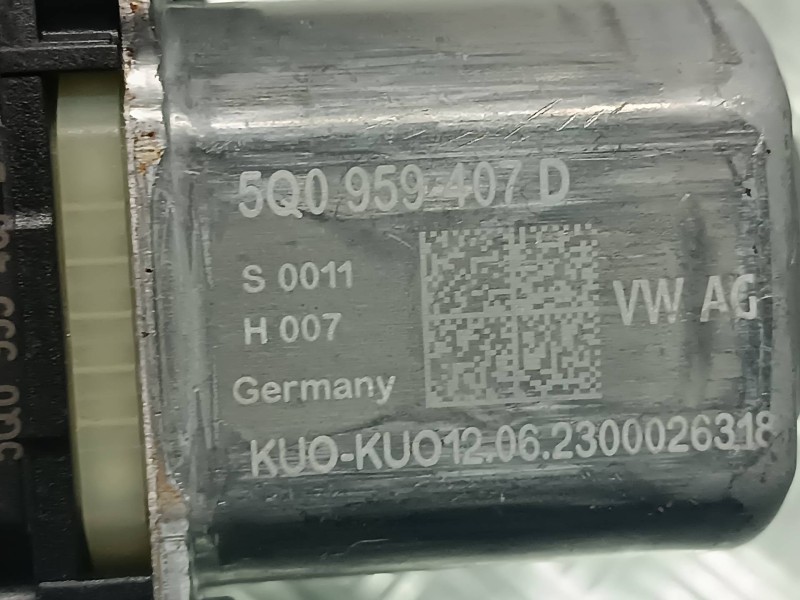 5Q0 959 407 D
S 0011
H 007
VW AG
Germany
KUO-KUO12.06.2300026318